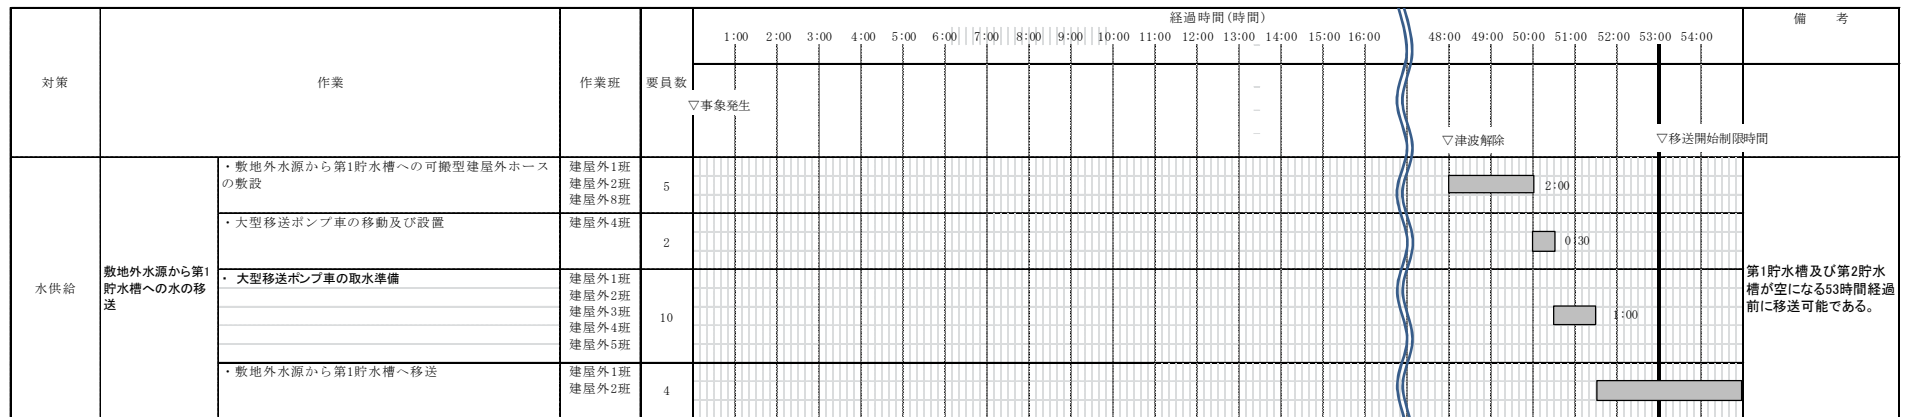 対策
作業
作業班
要員数
経過時間(時間)
備 考
1:00 2:00 3:00 4:00 5:00 6:00 7:00 8:00 9:00 10:00 11:00 12:00 13:00 14:00 15:00 16:00 48:00 49:00 50:00 51:00 52:00 53:00 54:00
▽事象発生
▽津波解除
▽移送開始制限時間
水供給
敷地外水源から第1
貯水槽への水の移
送
・敷地外水源から第1貯水槽への可搬型建屋外ホース
の敷設
建屋外1班
建屋外2班
建屋外8班
5
2:00
・大型移送ポンプ車の移動及び設置
建屋外4班
2
0:30
・ 大型移送ポンプ車の取水準備
建屋外1班
建屋外2班
建屋外3班
建屋外4班
建屋外5班
10
1:00
・敷地外水源から第1貯水槽へ移送
建屋外1班
建屋外2班
4
第1貯水槽及び第2貯水
槽が空になる53時間経過
前に移送可能である。